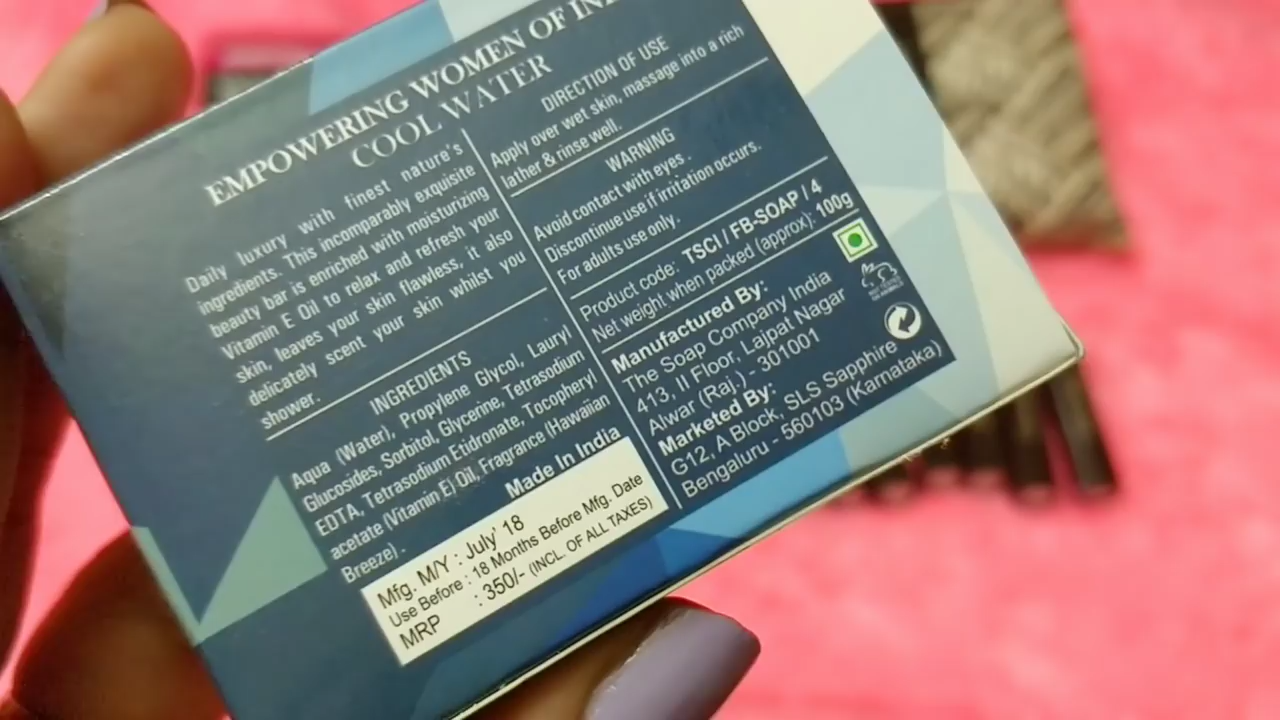 EMPOWERING WOMEN OF
COOL WATER
Daily luxury with finest nature's
ingredients. This incomparably exquisite
beauty bar is enriched with moisturizing
Vitamin E Oil to relax and refresh your
skin, leaves your skin flawless, it also
delicately scent your skin whilst you
shower.
INGREDIENTS
Aqua (Water), Propylene Glycol, Lauryl
Glucosides, Sorbitol, Glycerine, Tetrasodium
EDTA, Tetrasodium Etidronate, Tocopheryl
acetate (Vitamin E) Oil, Fragrance (Hawaiian
Breeze).
Made In India
Mfg. M/Y : July' 18
Use Before : 18 Months Before Mfg. Date
MRP : 350/- (INCL. OF ALL TAXES)
DIRECTION OF USE
Apply over wet skin, massage into a rich
lather & rinse well.
WARNING
Avoid contact with eyes.
Discontinue use if irritation occurs.
For adults use only.
Product code: TSCI / FB-SOAP / 4
Net weight when packed (approx): 100g
Manufactured By:
The Soap Company India
413, II Floor, Lajpat Nagar
Alwar (Raj.) - 301001
Marketed By:
G12, A Block, SLS Sapphire
Bengaluru - 560103 (Karnataka)